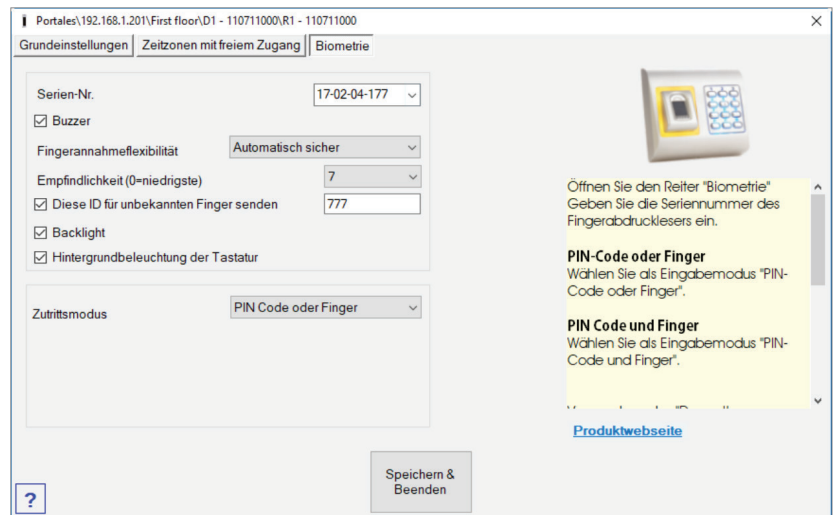 Portales\192.168.1.201\First floor\D1 - 110711000\R1 - 110711000
Grundeinstellungen Zeitzonen mit freiem Zugang Biometrie
Serien-Nr. 17-02-04-177
Buzzer
Fingerannahmeflexibilität Automatisch sicher
Empfindlichkeit (0=niedrigste) 7
Diese ID für unbekannten Finger senden 777
Backlight
Hintergrundbeleuchtung der Tastatur
Zutrittsmodus PIN Code oder Finger
Öffnen Sie den Reiter "Biometrie"
Geben Sie die Seriennummer des
Fingerabdrucklesers ein.
PIN-Code oder Finger
Wählen Sie als Eingabemodus "PIN-
Code oder Finger".
PIN Code und Finger
Wählen Sie als Eingabemodus "PIN-
Code und Finger".
Produktwebseite
Speichern &
Beenden
?